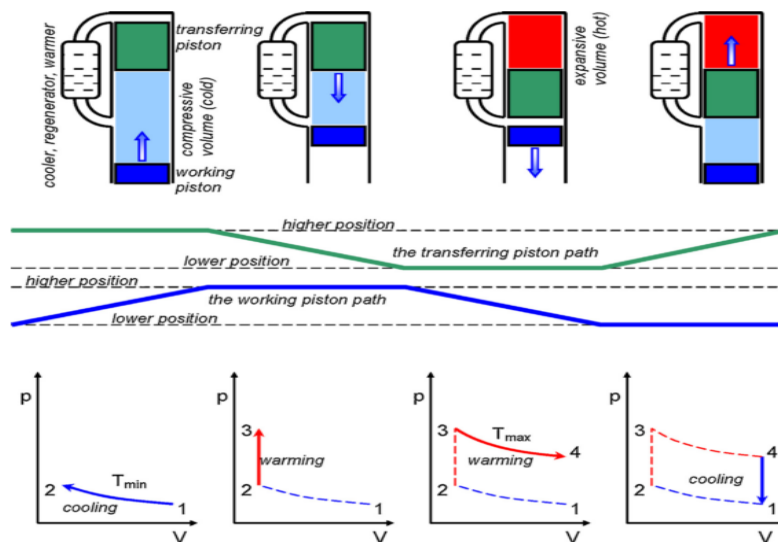 cooler, regenerator, warmer
transferring
piston
compressive
volume (cold)
working
piston
expansive
volume (hot)
higher position
the transferring piston path
lower position
higher position
the working piston path
lower position
p
2
Tmin
cooling
1
V
p
3
warming
2
1
V
p
3
Tmax
4
warming
2
1
V
p
3
4
cooling
2
1
V